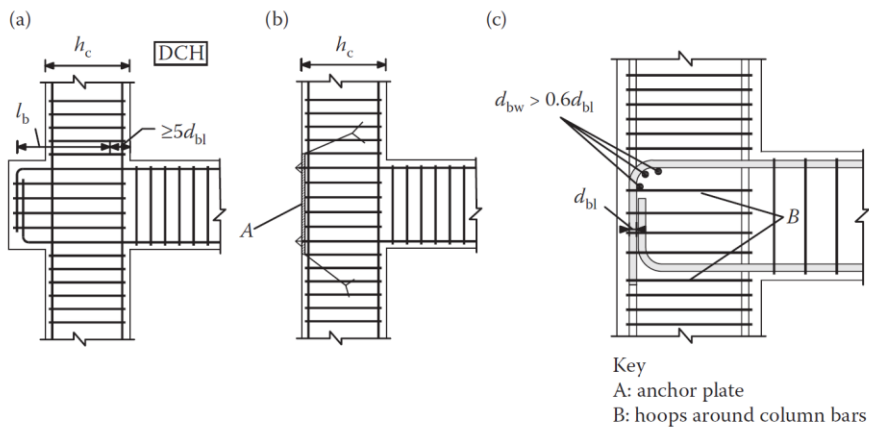 (a)
(b)
(c)
h_c
DCH
h_c
l_b
≥5d_bl
d_bw > 0.6d_bl
A
d_bl
B
Key
A: anchor plate
B: hoops around column bars